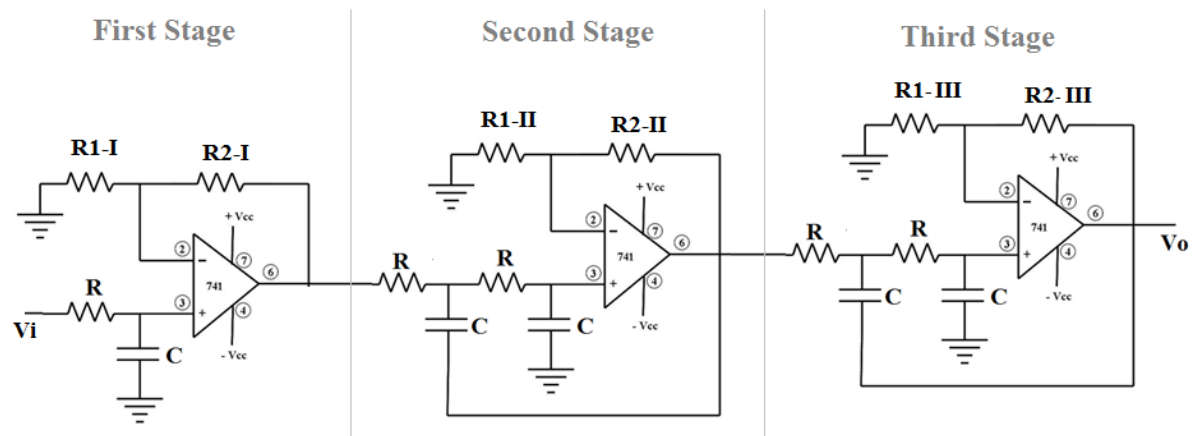 First Stage
Second Stage
Third Stage
R1-I
R2-I
+ Vcc
2
7
741
6
3
4
- Vcc
R
C
Vi
R1-II
R2-II
+ Vcc
2
7
741
6
3
4
- Vcc
R
R
C
C
R1-III
R2-III
+ Vcc
2
7
741
6
3
4
- Vcc
R
R
C
C
Vo